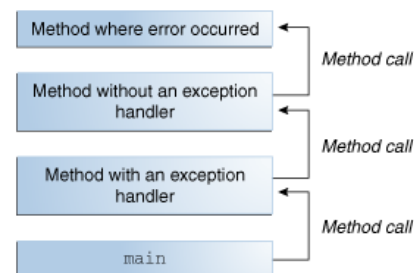 Method where error occurred
Method call
Method without an exception
handler
Method call
Method with an exception
handler
Method call
main